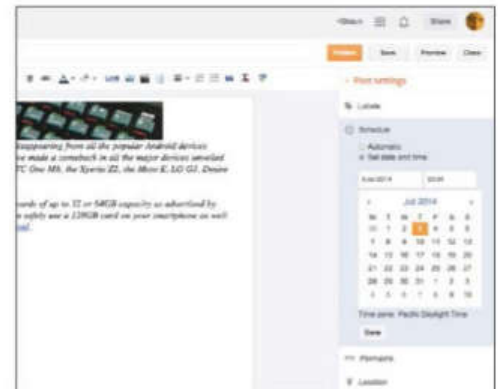 Share
Publish Save Preview Close
Link
Post settings
Labels
disappearing from all the popular Android devices
ve made a comeback in all the major devices unveiled
TC One M8, the Xperia Z2, the Moto E, LG G3, Desire
Schedule
Automatic
Set date and time
cards of up to 32 or 64GB capacity as advertised by
n safely use a 128GB card on your smartphone as well
Jul 2014
M T W T F S S
30 1 2 3 4 5 6
7 8 9 10 11 12 13
14 15 16 17 18 19 20
21 22 23 24 25 26 27
28 29 30 31 1 2 3
4 5 6 7 8 9 10
Time zone: Pacific Daylight Time
Done
Permalink
Location